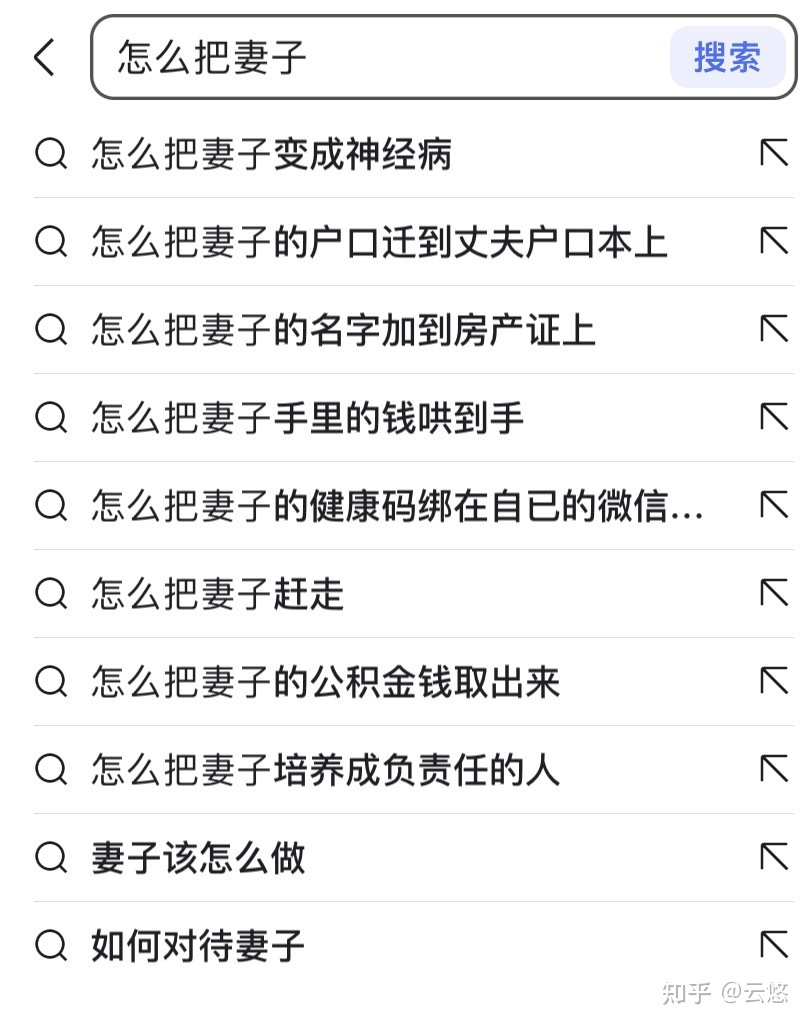 怎么把妻子
搜索
怎么把妻子变成神经病
怎么把妻子的户口迁到丈夫户口本上
怎么把妻子的名字加到房产证上
怎么把妻子手里的钱哄到手
怎么把妻子的健康码绑在自已的微信...
怎么把妻子赶走
怎么把妻子的公积金钱取出来
怎么把妻子培养成负责任的人
妻子该怎么做
如何对待妻子
知乎 @云悠